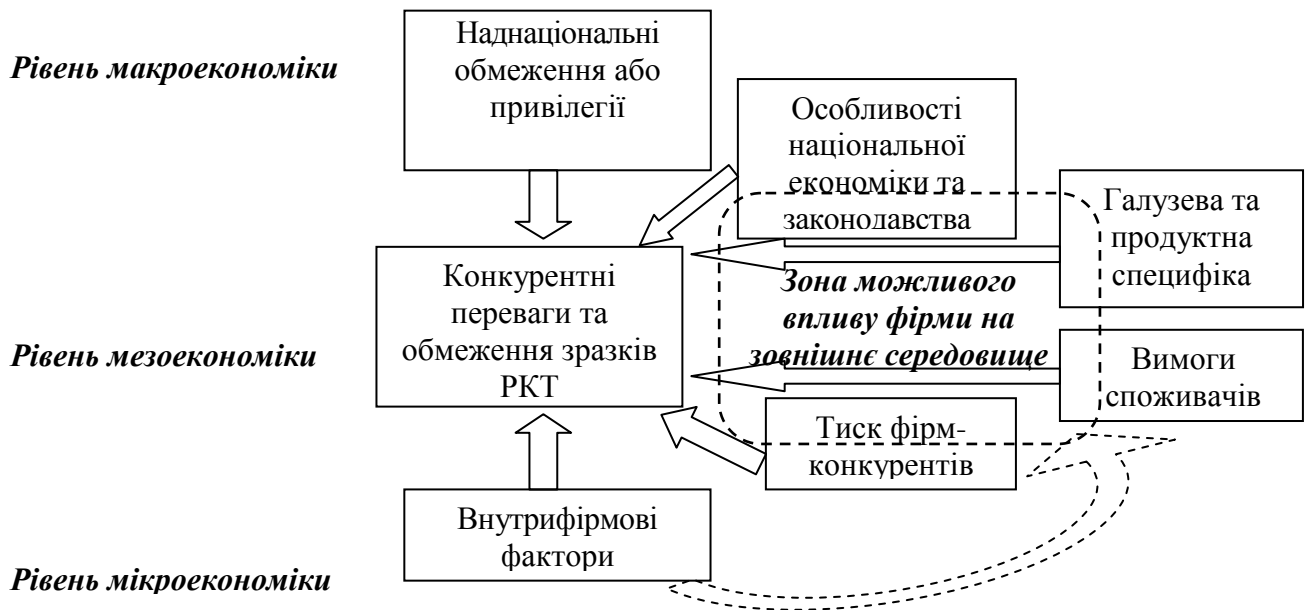 Наднаціональні
обмеження або
привілегії
Рівень макроекономіки
Особливості
національної
економіки та
законодавства
Галузева та
продуктна
специфіка
Конкурентні
переваги та
обмеження зразків
РКТ
Зона можливого
впливу фірми на
зовнішнє середовище
Рівень мезоекономіки
Вимоги
споживачів
Тиск фірм-
конкурентів
Внутрифірмові
фактори
Рівень мікроекономіки